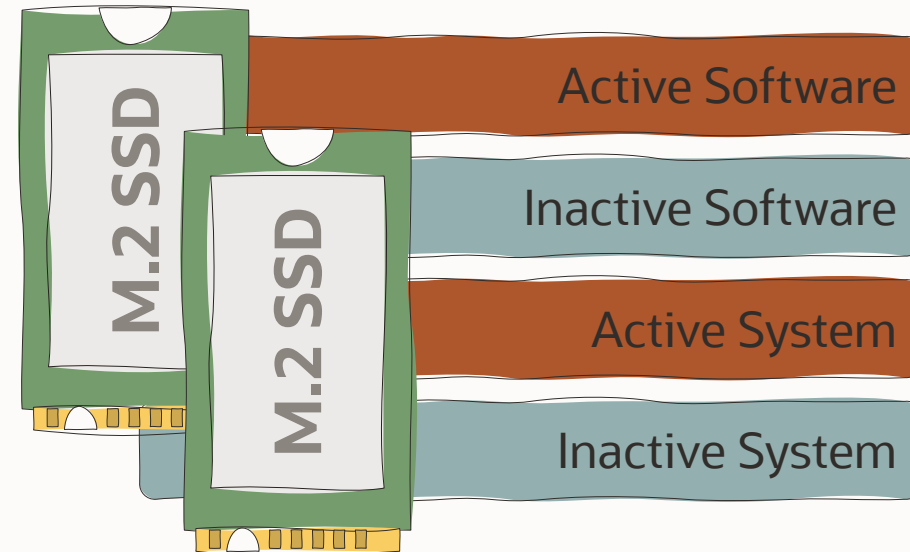 M.2 SSD
M.2 SSD
Active Software
Inactive Software
Active System
Inactive System